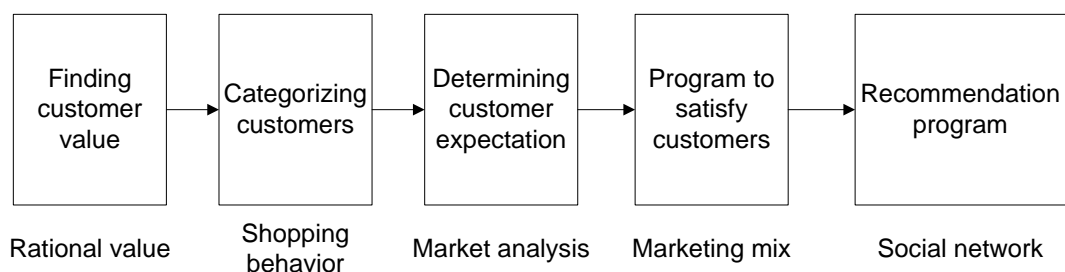 Finding
customer
value
Categorizing
customers
Determining
customer
expectation
Program to
satisfy
customers
Recommendation
program
Rational value
Shopping
behavior
Market analysis
Marketing mix
Social network